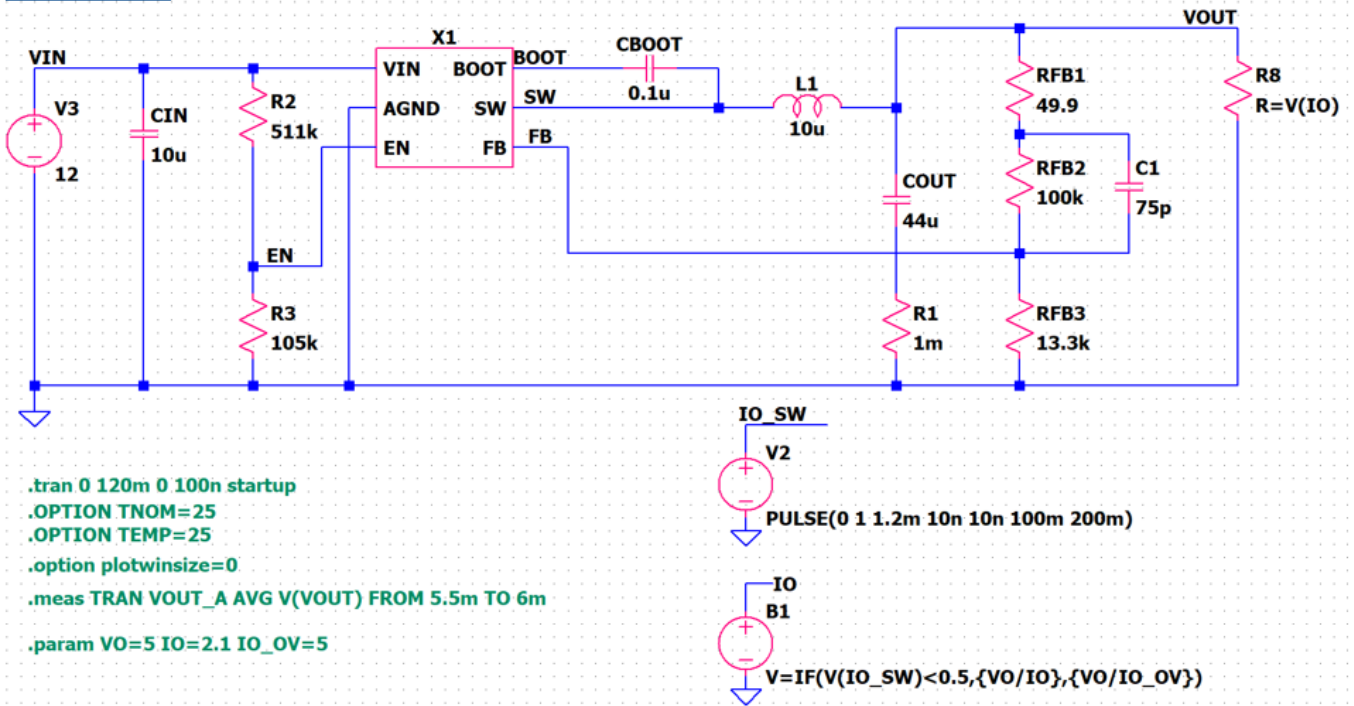 VOUT
X1
VIN
BOOT
CBOOT
VIN
BOOT
0.1u
V3
12
CIN
10u
R2
511k
AGND
SW
SW
L1
10u
RFB1
49.9
R8
R=V(IO)
EN
FB
FB
COUT
44u
RFB2
100k
C1
75p
EN
R3
105k
R1
1m
RFB3
13.3k
IO_SW
V2
PULSE(0 1 1.2m 10n 10n 100m 200m)
.tran 0 120m 0 100n startup
.OPTION TNOM=25
.OPTION TEMP=25
.option plotwinsize=0
.meas TRAN VOUT_A AVG V(VOUT) FROM 5.5m TO 6m
.param VO=5 IO=2.1 IO_OV=5
IO
B1
V=IF(V(IO_SW)<0.5,{VO/IO},{VO/IO_OV})